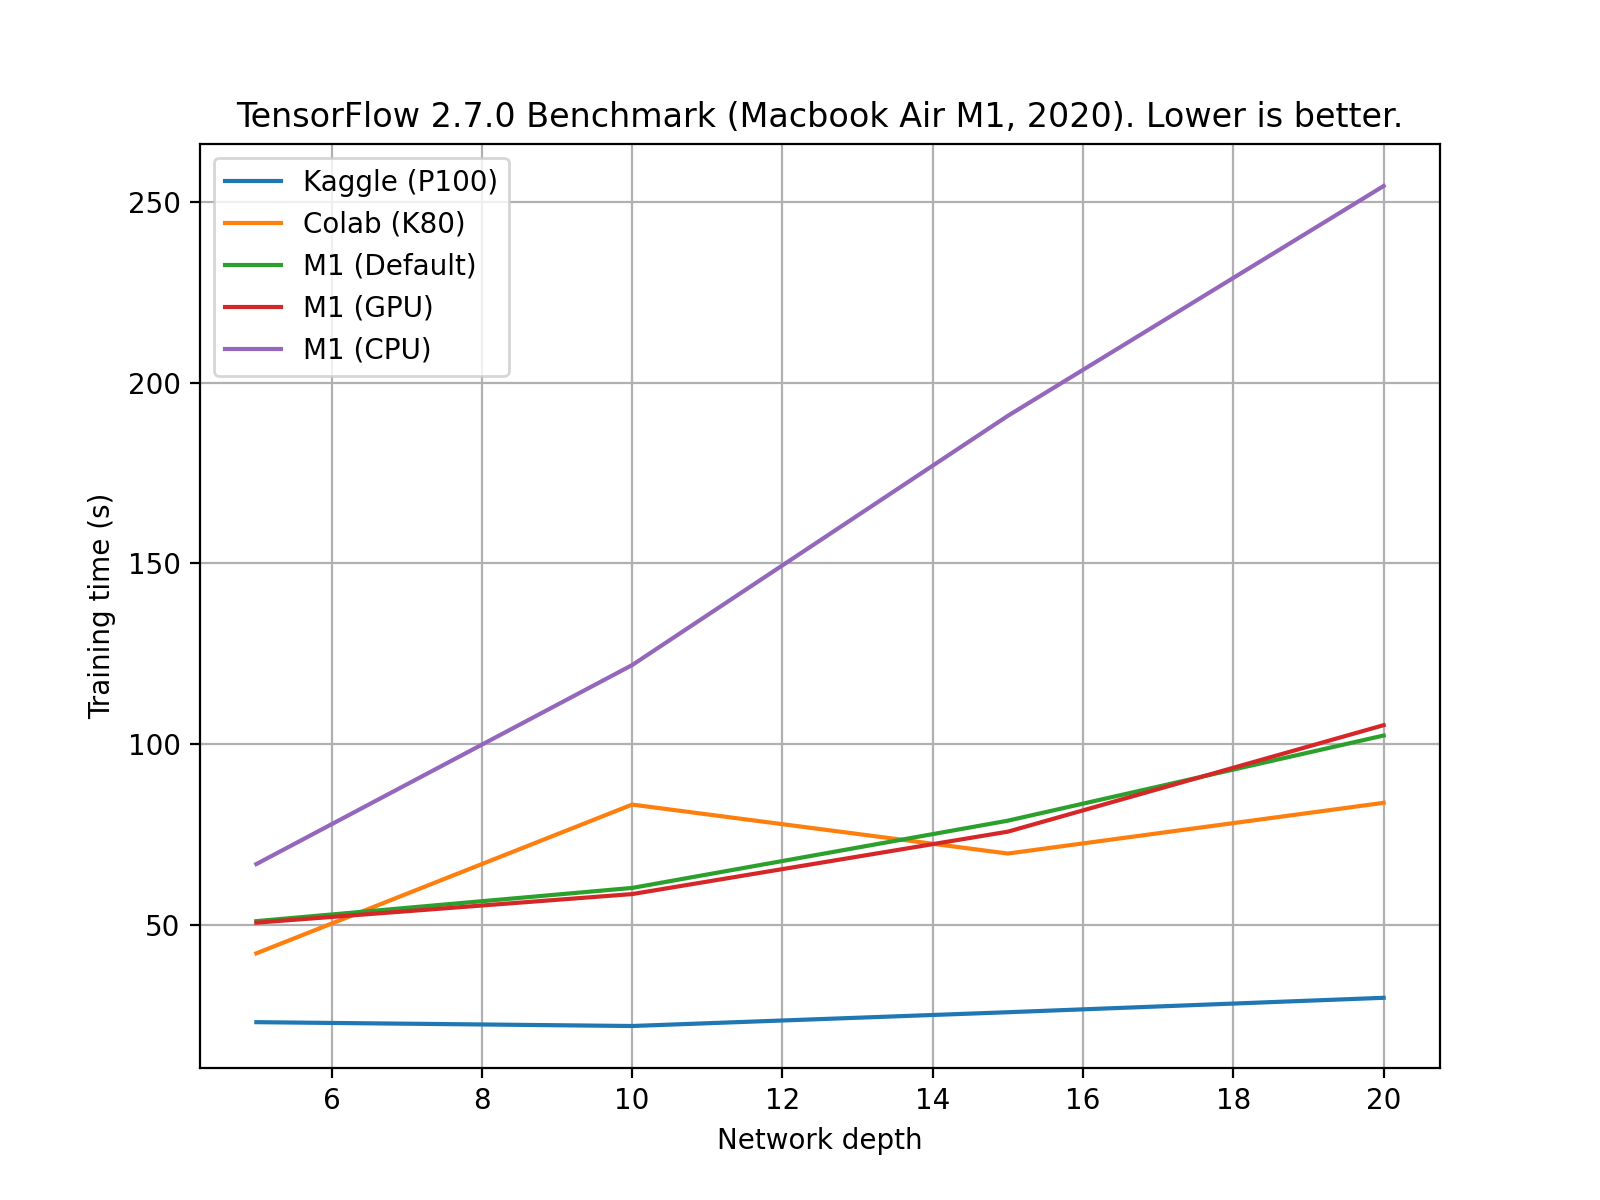 TensorFlow 2.7.0 Benchmark (Macbook Air M1, 2020). Lower is better.
Kaggle (P100)
Colab (K80)
M1 (Default)
M1 (GPU)
M1 (CPU)
250
200
150
100
50
Training time (s)
6 8 10 12 14 16 18 20
Network depth